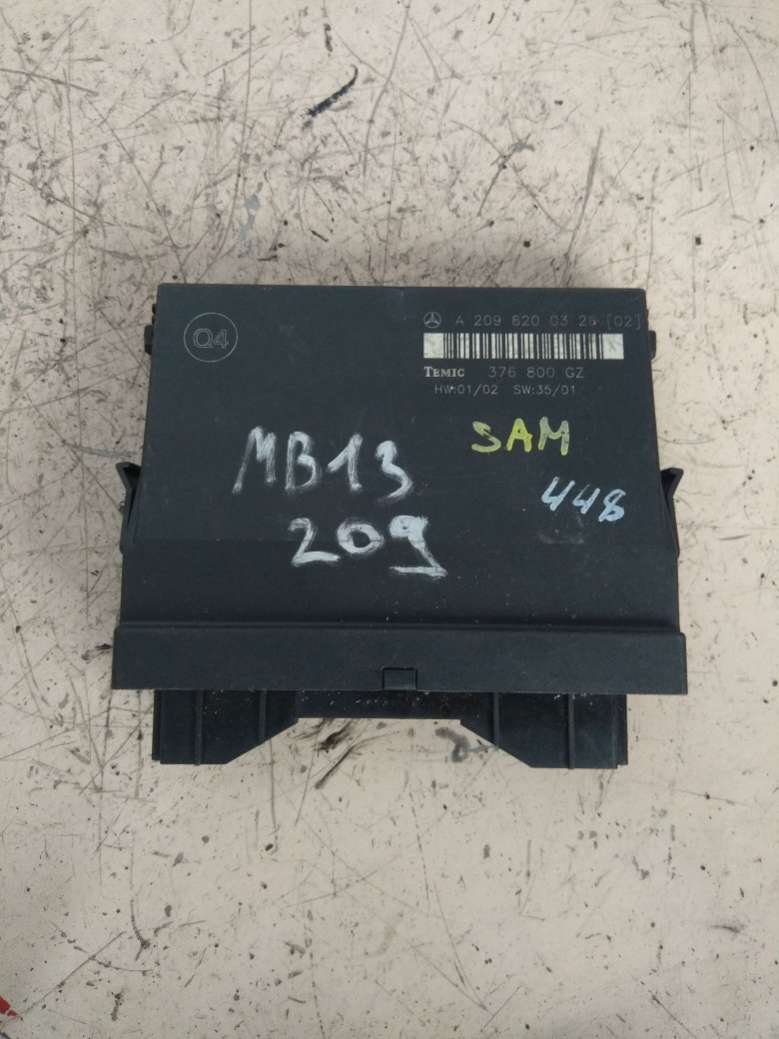 Q4
A 209 820 03 26 [02]
TEMIC 376 800 GZ
HW:01/02 SW:35/01
SAM
MB13
448
209